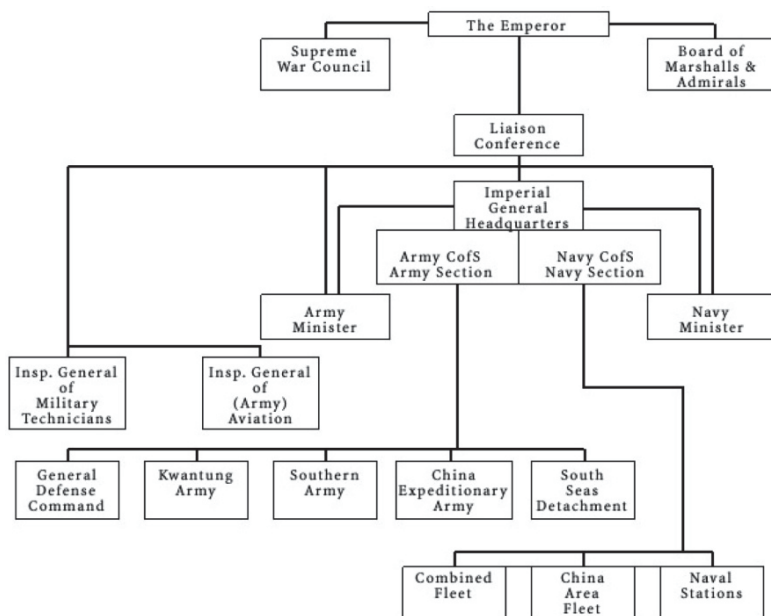 The Emperor
Supreme
War Council
Board of
Marshalls &
Admirals
Liaison
Conference
Imperial
General
Headquarters
Army CofS
Army Section
Navy CofS
Navy Section
Army
Minister
Navy
Minister
Insp. General
of
Military
Technicians
Insp. General
of
(Army)
Aviation
General
Defense
Command
Kwantung
Army
Southern
Army
China
Expeditionary
Army
South
Seas
Detachment
Combined
Fleet
China
Area
Fleet
Naval
Stations